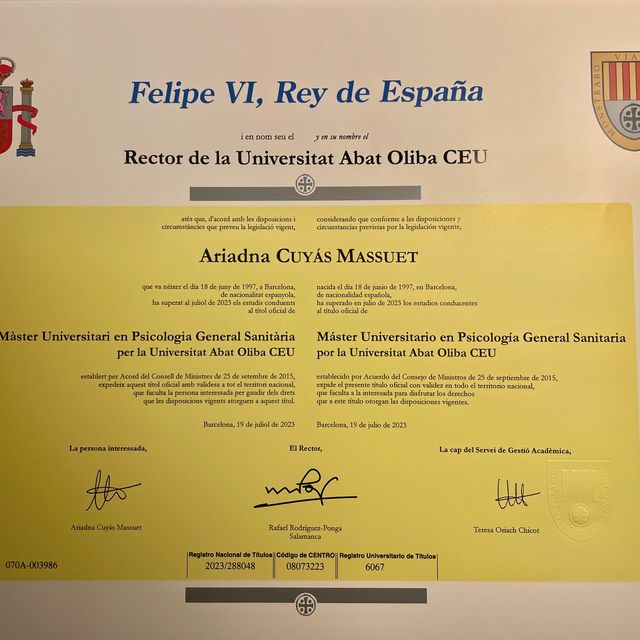 VIA
MONSTRABO
Felipe VI, Rey de España
i en nom seu el y en su nombre el
Rector de la Universitat Abat Oliba CEU
atès que, d'acord amb les disposicions i
circumstàncies que preveu la legislació vigent,
considerando que conforme a las disposiciones y
circunstancias previstas por la legislación vigente,
Ariadna CUYÁS MASSUET
que va néixer el dia 18 de juny de 1997, a Barcelona,
de nacionalitat espanyola,
ha superat al juliol de 2023 els estudis conduents
al títol oficial de
nacida el día 18 de junio de 1997, en Barcelona,
de nacionalidad española,
ha superado en julio de 2023 los estudios conducentes
al título oficial de
Màster Universitari en Psicologia General Sanitària
per la Universitat Abat Oliba CEU
Máster Universitario en Psicología General Sanitaria
por la Universitat Abat Oliba CEU
establert per Acord del Consell de Ministres de 25 de setembre de 2015,
expedeix aquest títol oficial amb validesa a tot el territori nacional,
que faculta la persona interessada per gaudir dels drets
que les disposicions vigents atorguen a aquest títol.
establecido por Acuerdo del Consejo de Ministros de 25 de septiembre de 2015,
expide el presente título oficial con validez en todo el territorio nacional,
que faculta a la interesada para disfrutar los derechos
que a este título otorgan las disposiciones vigentes.
Barcelona, 19 de juliol de 2023
Barcelona, 19 de julio de 2023
La persona interessada,
El Rector,
La cap del Servei de Gestió Acadèmica,
Ariadna Cuyás Massuet
Rafael Rodríguez-Ponga
Salamanca
Teresa Oriach Chicot
070A-003986
Registro Nacional de Títulos Código de CENTRO Registro Universitario de Títulos
2023/288048 08073223 6067